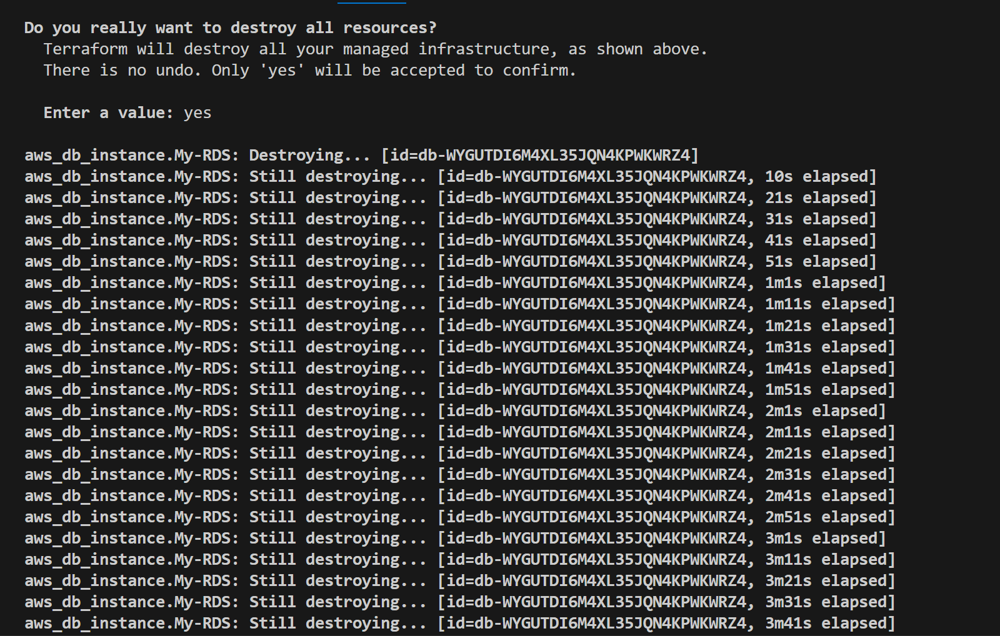 Do you really want to destroy all resources?
Terraform will destroy all your managed infrastructure, as shown above.
There is no undo. Only 'yes' will be accepted to confirm.
Enter a value: yes
aws_db_instance.My-RDS: Destroying... [id=db-WYGUTDI6M4XL35JQN4KPWKWRZ4]
aws_db_instance.My-RDS: Still destroying... [id=db-WYGUTDI6M4XL35JQN4KPWKWRZ4, 10s elapsed]
aws_db_instance.My-RDS: Still destroying... [id=db-WYGUTDI6M4XL35JQN4KPWKWRZ4, 21s elapsed]
aws_db_instance.My-RDS: Still destroying... [id=db-WYGUTDI6M4XL35JQN4KPWKWRZ4, 31s elapsed]
aws_db_instance.My-RDS: Still destroying... [id=db-WYGUTDI6M4XL35JQN4KPWKWRZ4, 41s elapsed]
aws_db_instance.My-RDS: Still destroying... [id=db-WYGUTDI6M4XL35JQN4KPWKWRZ4, 51s elapsed]
aws_db_instance.My-RDS: Still destroying... [id=db-WYGUTDI6M4XL35JQN4KPWKWRZ4, 1m1s elapsed]
aws_db_instance.My-RDS: Still destroying... [id=db-WYGUTDI6M4XL35JQN4KPWKWRZ4, 1m11s elapsed]
aws_db_instance.My-RDS: Still destroying... [id=db-WYGUTDI6M4XL35JQN4KPWKWRZ4, 1m21s elapsed]
aws_db_instance.My-RDS: Still destroying... [id=db-WYGUTDI6M4XL35JQN4KPWKWRZ4, 1m31s elapsed]
aws_db_instance.My-RDS: Still destroying... [id=db-WYGUTDI6M4XL35JQN4KPWKWRZ4, 1m41s elapsed]
aws_db_instance.My-RDS: Still destroying... [id=db-WYGUTDI6M4XL35JQN4KPWKWRZ4, 1m51s elapsed]
aws_db_instance.My-RDS: Still destroying... [id=db-WYGUTDI6M4XL35JQN4KPWKWRZ4, 2m1s elapsed]
aws_db_instance.My-RDS: Still destroying... [id=db-WYGUTDI6M4XL35JQN4KPWKWRZ4, 2m11s elapsed]
aws_db_instance.My-RDS: Still destroying... [id=db-WYGUTDI6M4XL35JQN4KPWKWRZ4, 2m21s elapsed]
aws_db_instance.My-RDS: Still destroying... [id=db-WYGUTDI6M4XL35JQN4KPWKWRZ4, 2m31s elapsed]
aws_db_instance.My-RDS: Still destroying... [id=db-WYGUTDI6M4XL35JQN4KPWKWRZ4, 2m41s elapsed]
aws_db_instance.My-RDS: Still destroying... [id=db-WYGUTDI6M4XL35JQN4KPWKWRZ4, 2m51s elapsed]
aws_db_instance.My-RDS: Still destroying... [id=db-WYGUTDI6M4XL35JQN4KPWKWRZ4, 3m1s elapsed]
aws_db_instance.My-RDS: Still destroying... [id=db-WYGUTDI6M4XL35JQN4KPWKWRZ4, 3m11s elapsed]
aws_db_instance.My-RDS: Still destroying... [id=db-WYGUTDI6M4XL35JQN4KPWKWRZ4, 3m21s elapsed]
aws_db_instance.My-RDS: Still destroying... [id=db-WYGUTDI6M4XL35JQN4KPWKWRZ4, 3m31s elapsed]
aws_db_instance.My-RDS: Still destroying... [id=db-WYGUTDI6M4XL35JQN4KPWKWRZ4, 3m41s elapsed]